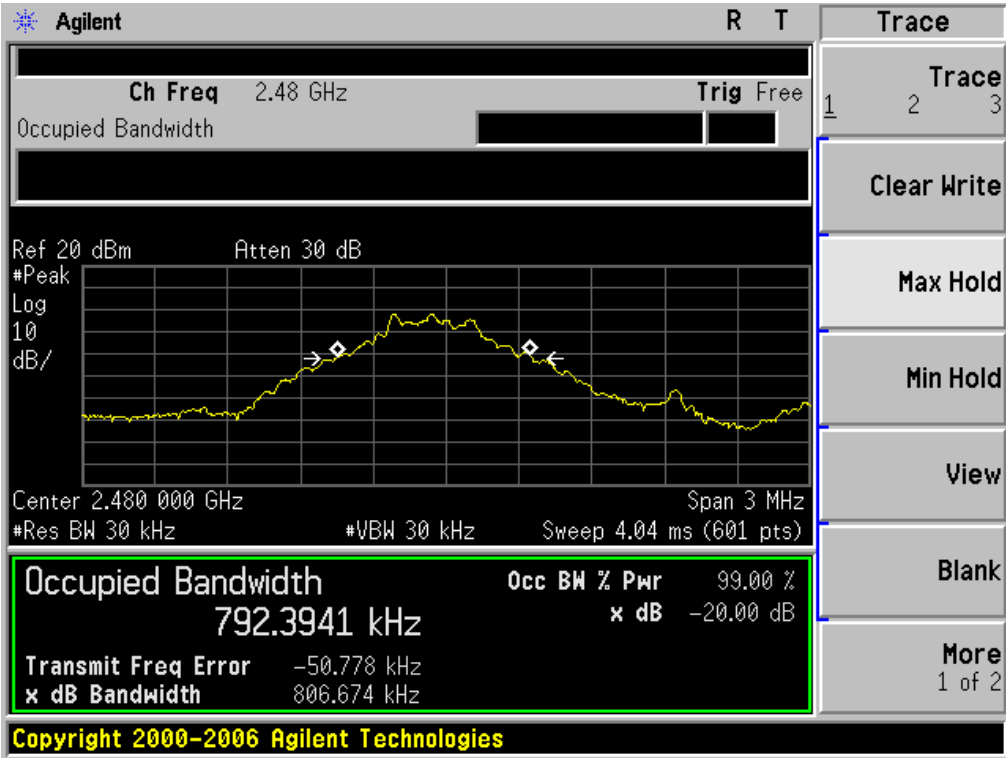 Agilent R T Trace
Ch Freq 2.48 GHz Trig Free
Occupied Bandwidth
Trace
1 2 3
Clear Write
Max Hold
Min Hold
View
Blank
More
1 of 2
Ref 20 dBm Atten 30 dB
#Peak
Log
10
dB/
Center 2.480 000 GHz Span 3 MHz
#Res BW 30 kHz #VBW 30 kHz Sweep 4.04 ms (601 pts)
Occupied Bandwidth Occ BW % Pwr 99.00 %
792.3941 kHz x dB -20.00 dB
Transmit Freq Error -50.778 kHz
x dB Bandwidth 806.674 kHz
Copyright 2000-2006 Agilent Technologies